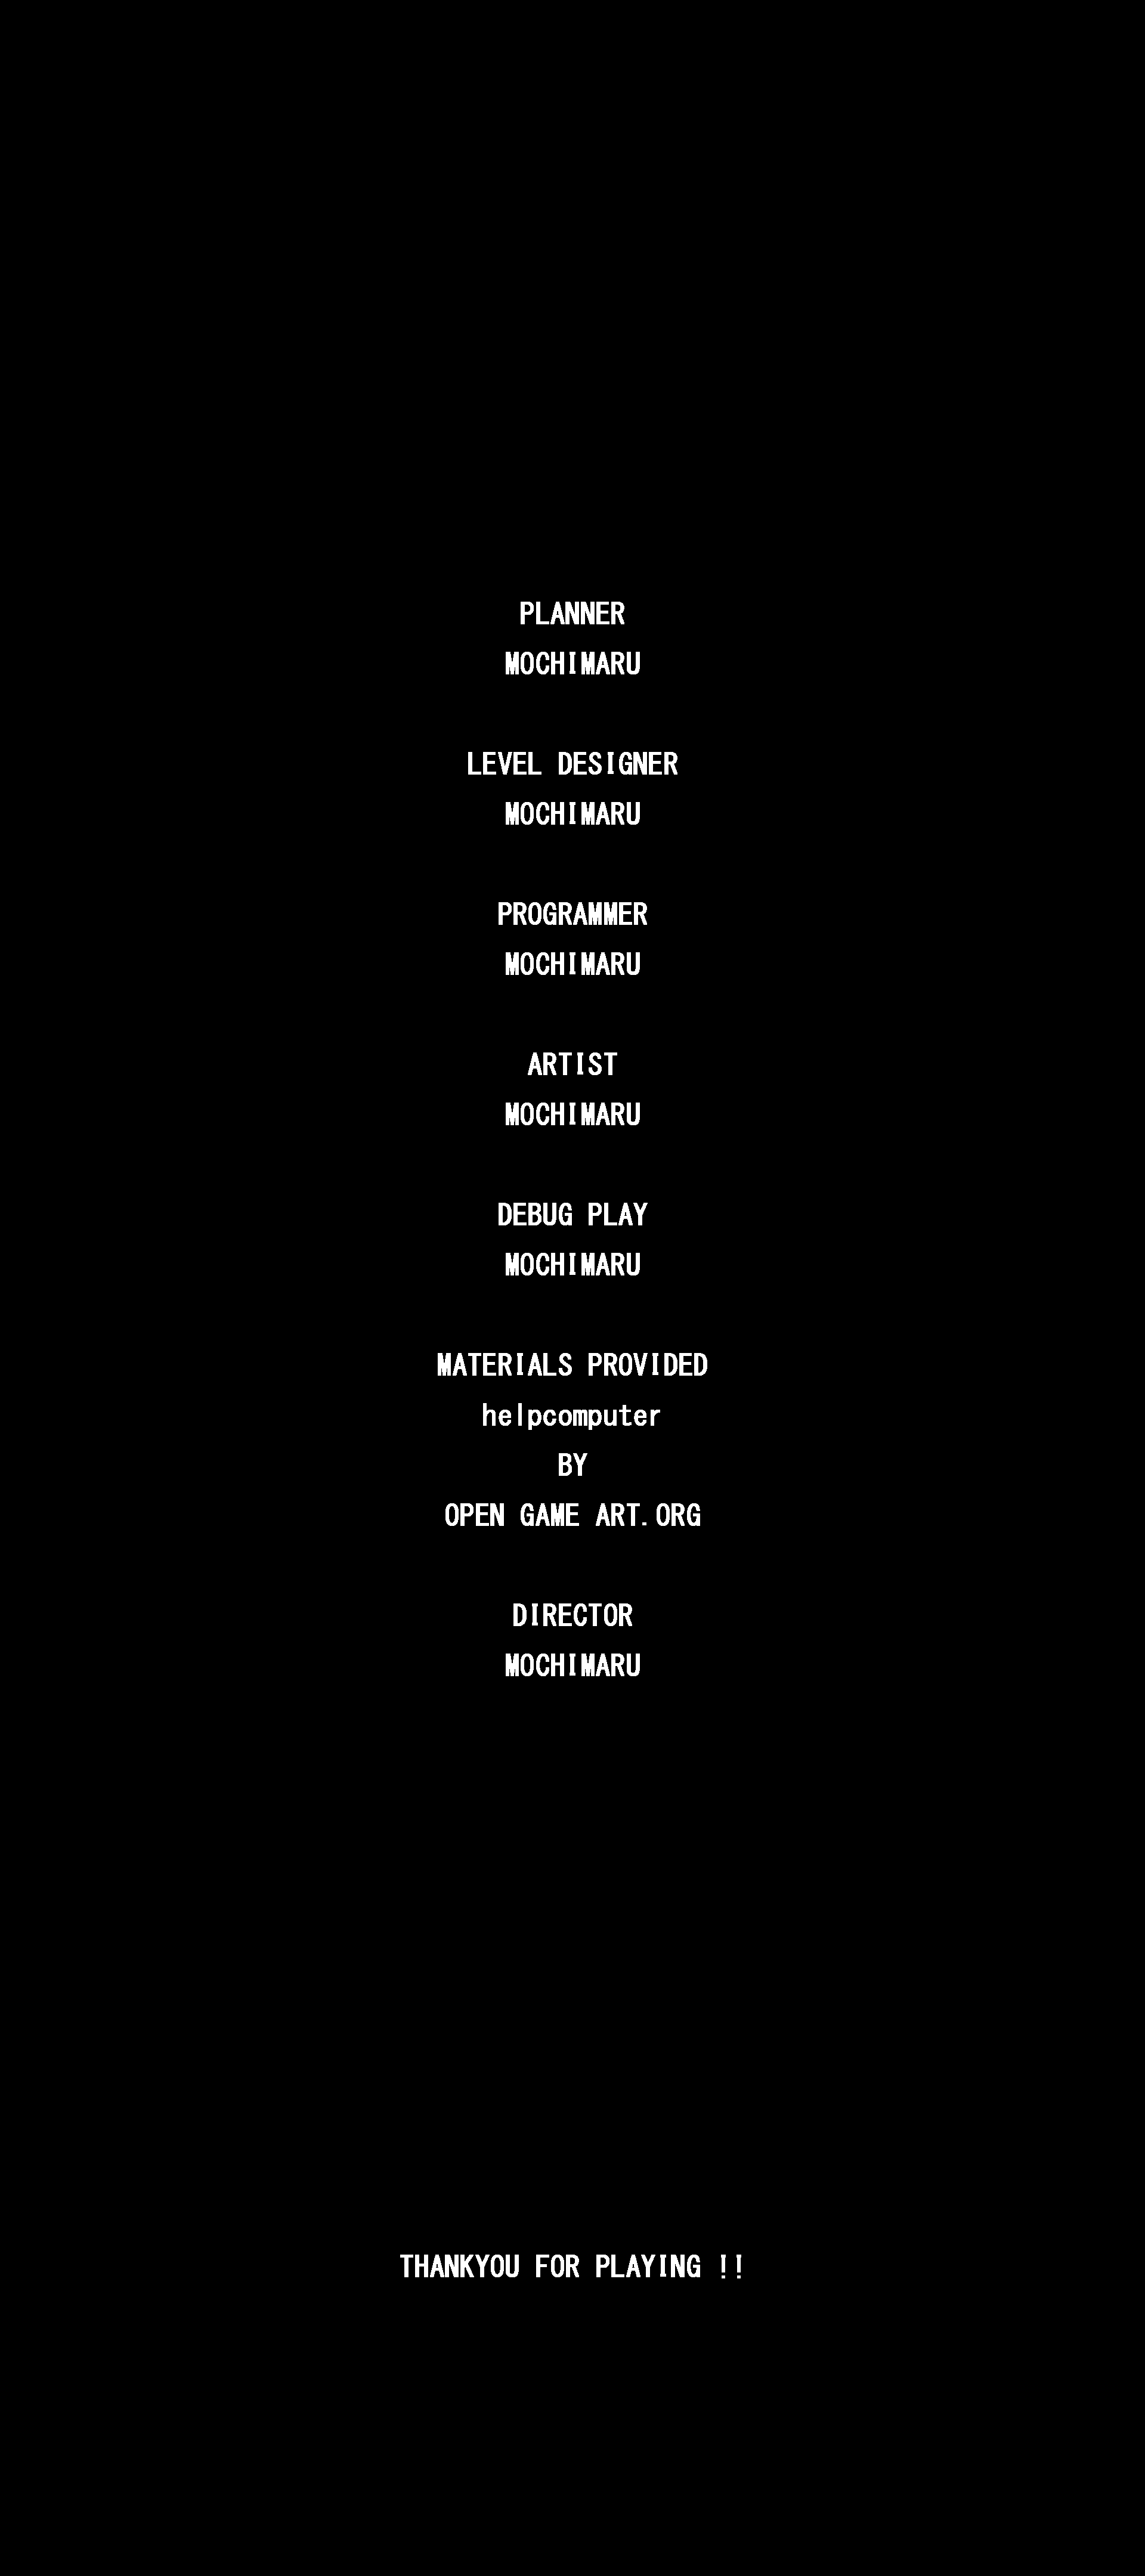 PLANNER
MOCHIMARU
LEVEL DESIGNER
MOCHIMARU
PROGRAMMER
MOCHIMARU
ARTIST
MOCHIMARU
DEBUG PLAY
MOCHIMARU
MATERIALS PROVIDED
helpcomputer
BY
OPEN GAME ART.ORG
DIRECTOR
MOCHIMARU
THANKYOU FOR PLAYING !!